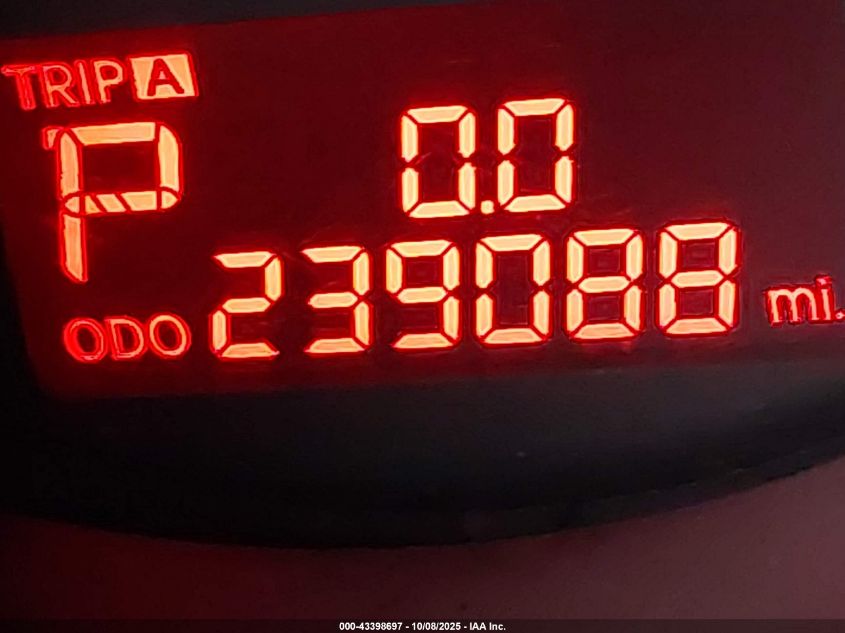 TRIP A
P 0.0
ODO 239088 mi.
000-43398697 - 10/08/2025 - IAA Inc.